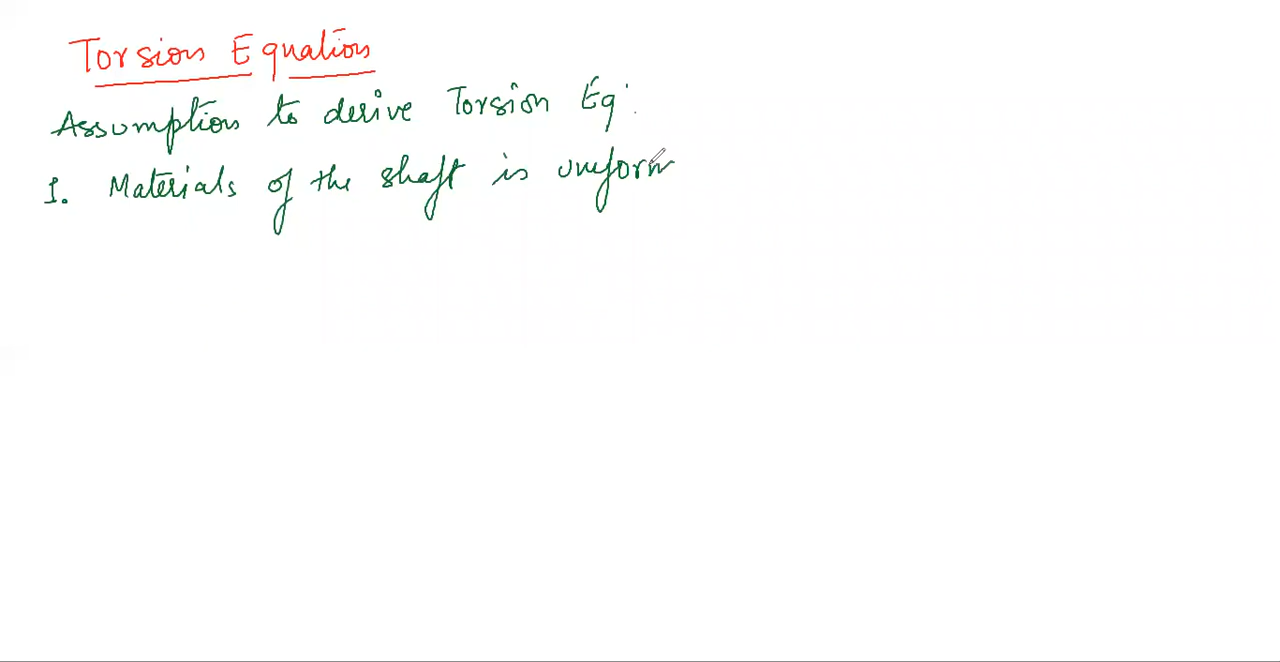 Torsion Equation
Assumption to derive Torsion Eq.
1. Materials of the shaft is uniform